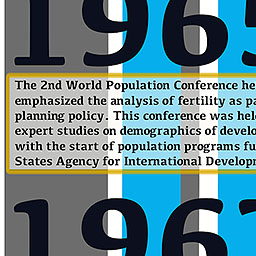 1965
The 2nd World Population Conference he
emphasized the analysis of fertility as pa
planning policy. This conference was hel
expert studies on demographics of develo
with the start of population programs fu
States Agency for International Developm
196